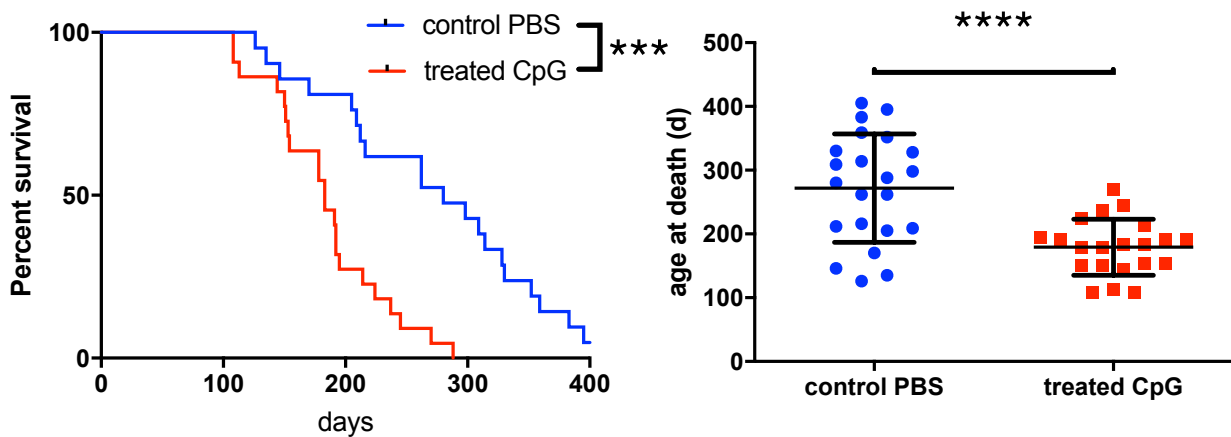 control PBS
treated CpG
***
100
50
0
Percent survival
0 100 200 300 400
days
****
500
400
300
200
100
0
age at death (d)
control PBS treated CpG